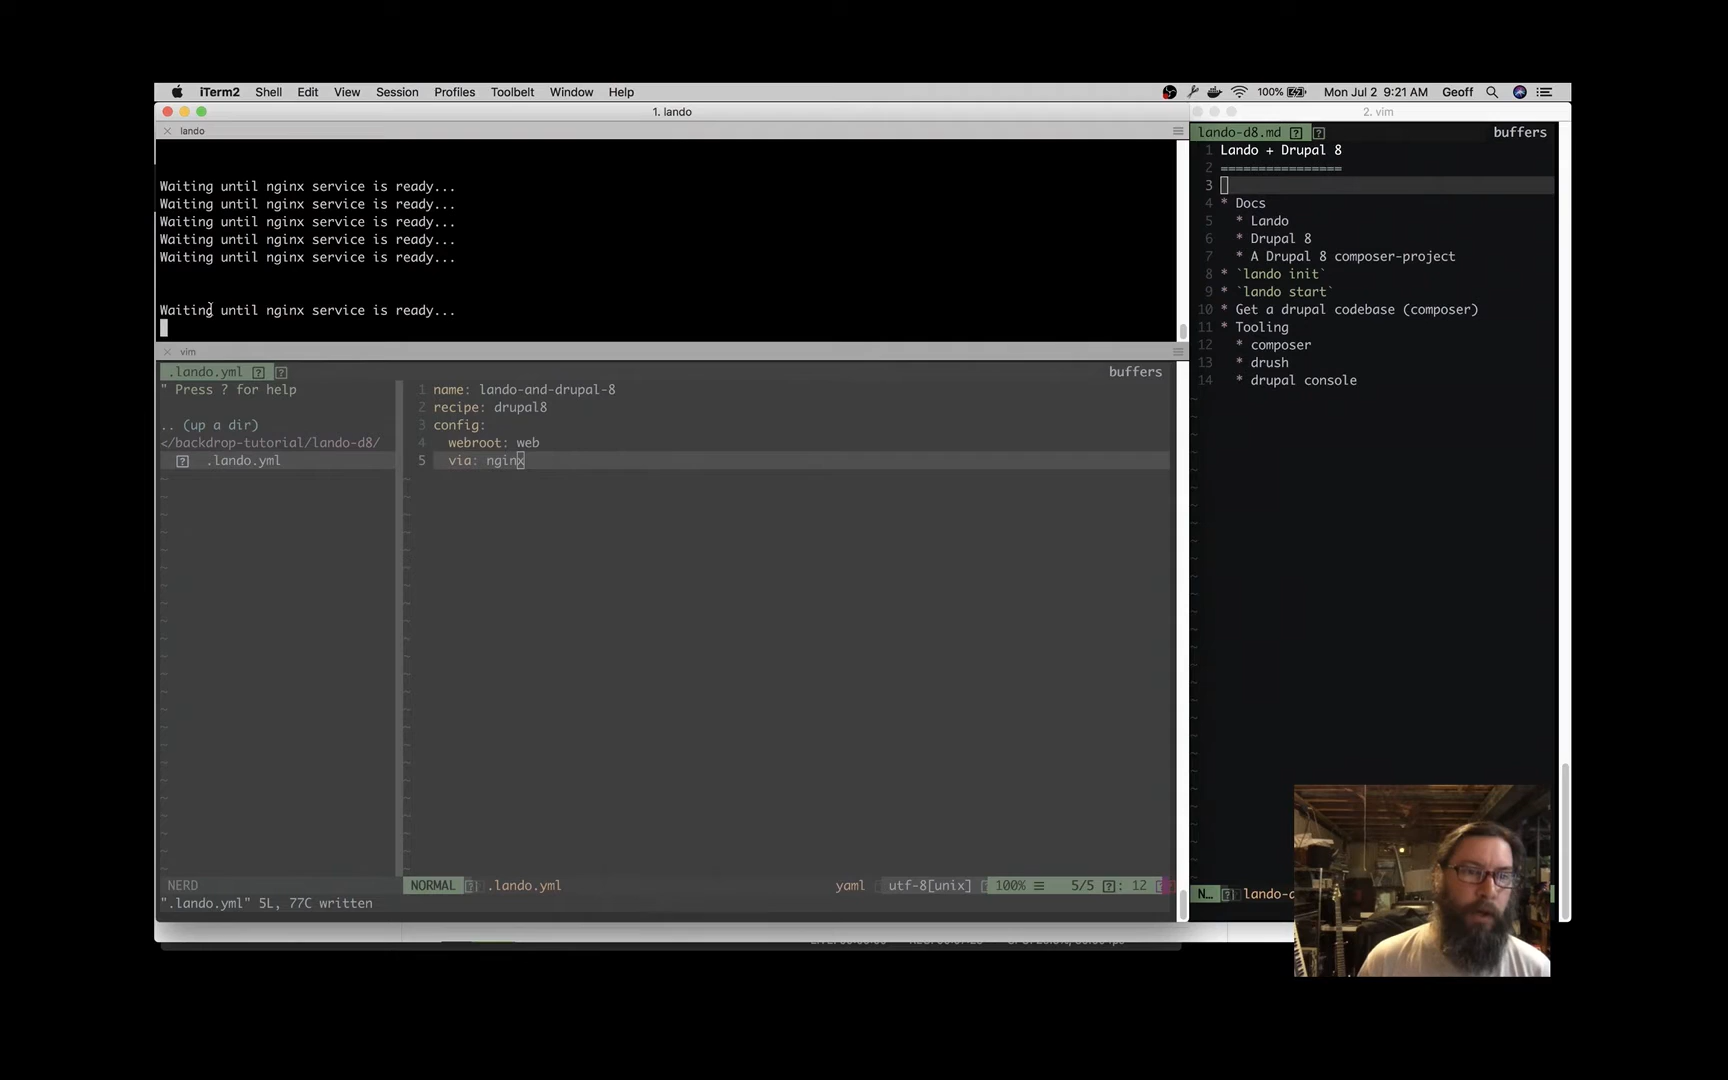 iTerm2 Shell Edit View Session Profiles Toolbelt Window Help 100% Mon Jul 2 9:21 AM Geoff
1. lando
lando
Waiting until nginx service is ready...
Waiting until nginx service is ready...
Waiting until nginx service is ready...
Waiting until nginx service is ready...
Waiting until nginx service is ready...
Waiting until nginx service is ready...
vim
.lando.yml ? ? buffers
" Press ? for help
.. (up a dir)
</backdrop-tutorial/lando-d8/
? .lando.yml
1 name: lando-and-drupal-8
2 recipe: drupal8
3 config:
4 webroot: web
5 via: nginx
NERD
NORMAL ? .lando.yml yaml utf-8[unix] 100% ≡ 5/5 ?: 12 ?
".lando.yml" 5L, 77C written
2. vim
lando-d8.md ? ? buffers
1 Lando + Drupal 8
2 ================
3
4 * Docs
5 * Lando
6 * Drupal 8
7 * A Drupal 8 composer-project
8 * `lando init`
9 * `lando start`
10 * Get a drupal codebase (composer)
11 * Tooling
12 * composer
13 * drush
14 * drupal console
N... ? lando-d